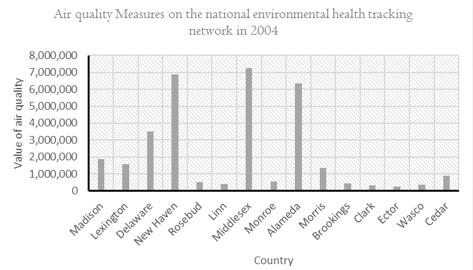 Air quality Measures on the national environmental health tracking
network in 2004
Value of air quality
8,000,000
7,000,000
6,000,000
5,000,000
4,000,000
3,000,000
2,000,000
1,000,000
0
Madison
Lexington
Delaware
New Haven
Rosebud
Linn
Middlesex
Monroe
Alameda
Morris
Brookings
Clark
Ector
Wasco
Cedar
Country